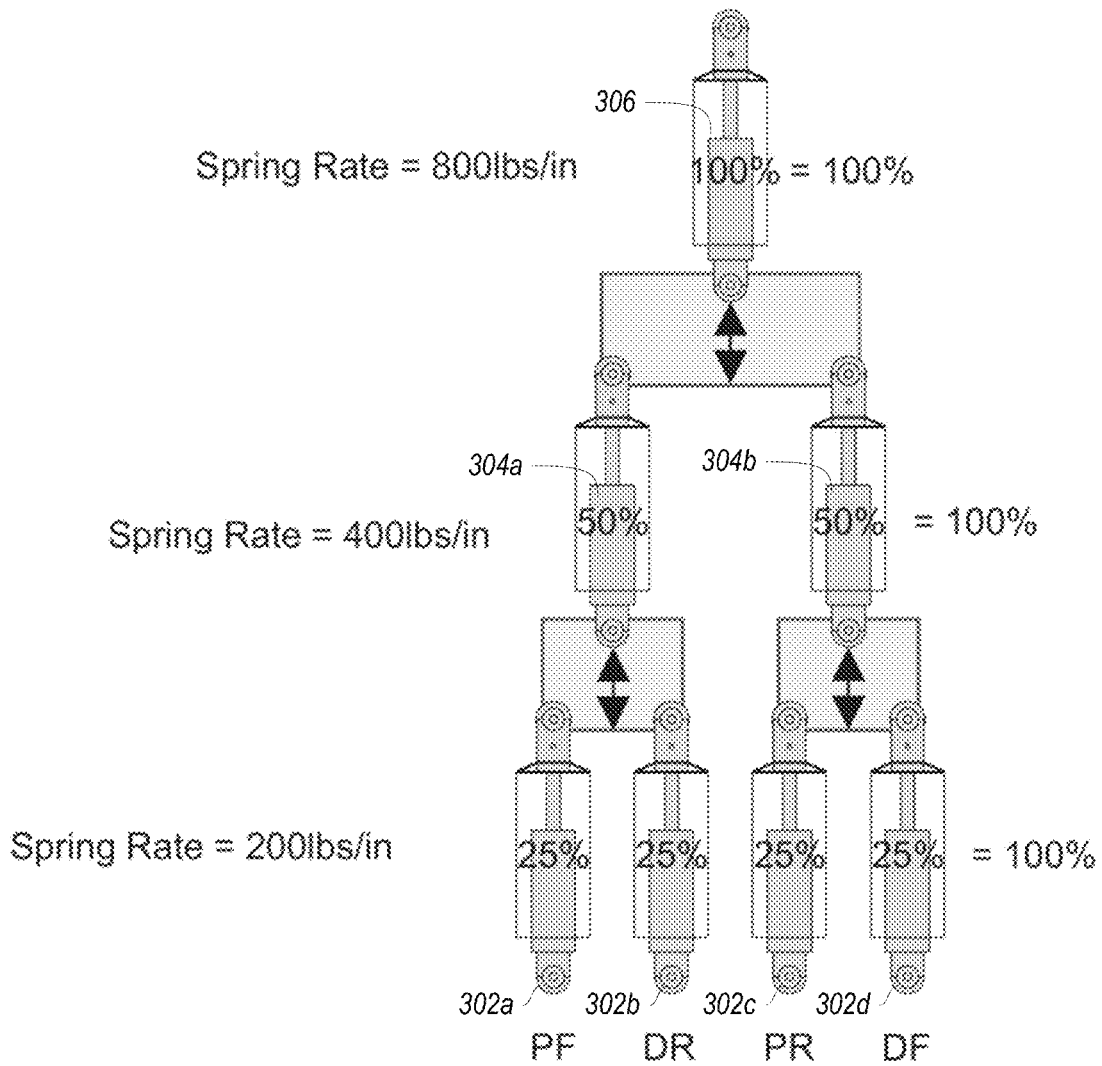 306
Spring Rate = 800lbs/in
100% = 100%
304a
304b
Spring Rate = 400lbs/in
50%
50% = 100%
Spring Rate = 200lbs/in
25%
25%
25%
25% = 100%
302a
302b
302c
302d
PF
DR
PR
DF